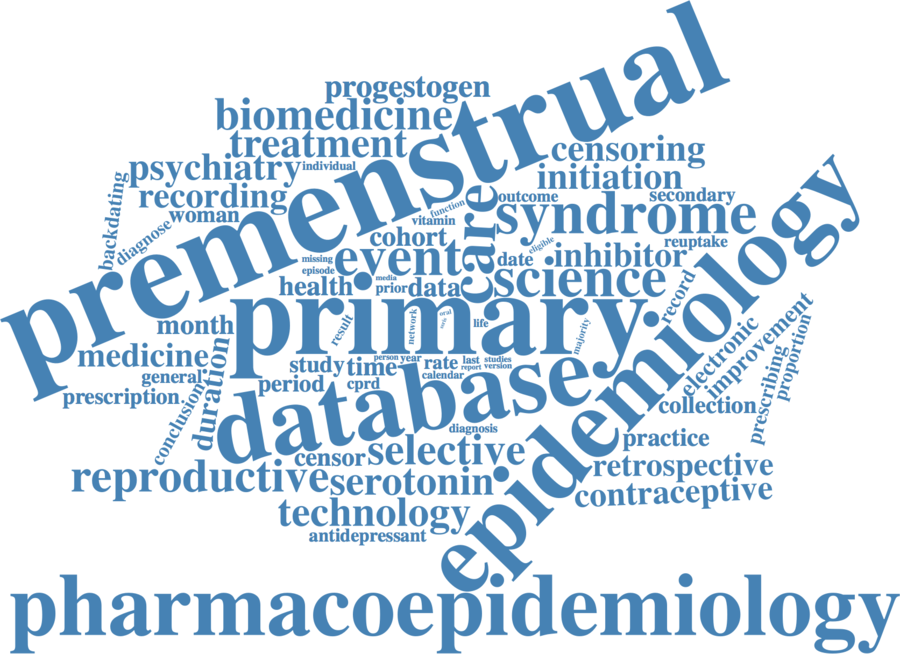 premenstrual
progestogen
biomedicine
treatment
psychiatry
individual
recording
woman
backdating
diagnose
censoring
initiation
outcome
secondary
function
vitamin
care
syndrome
cohort
event
missing
episode
media
date
eligible
inhibitor
reuptake
science
health
prior
data
primary
record
epidemiology
month
medicine
general
prescription
conclusion
duration
result
network
oral
life
majority
study
time
person
year
rate
last
studies
report
version
calendar
period
cprd
database
electronic
improvement
prescribing
proportion
collection
diagnosis
practice
censor
selective
reproductive
serotonin
retrospective
contraceptive
technology
antidepressant
pharmacoepidemiology